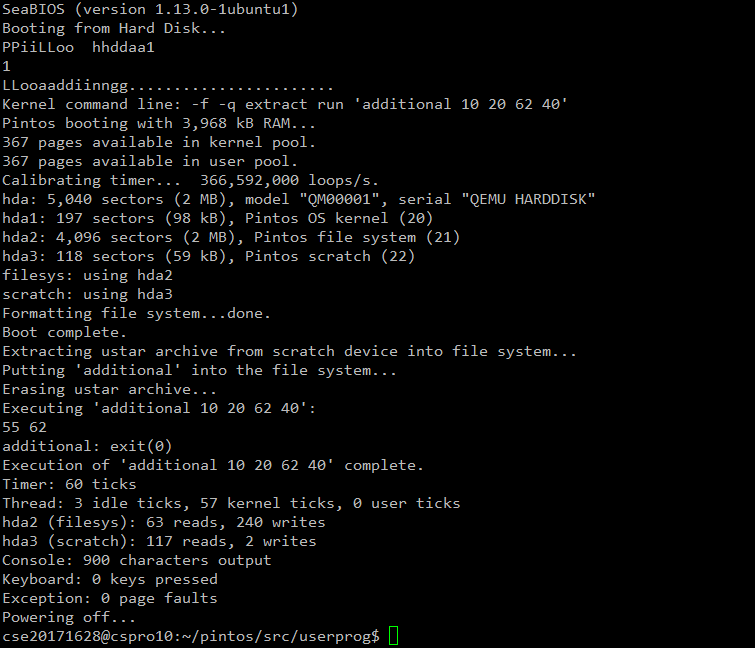 SeaBIOS (version 1.13.0-1ubuntu1)
Booting from Hard Disk...
PPiiLLoo  hhddaa1
1
LLooaaddiinngg.......................
Kernel command line: -f -q extract run 'additional 10 20 62 40'
Pintos booting with 3,968 kB RAM...
367 pages available in kernel pool.
367 pages available in user pool.
Calibrating timer...  366,592,000 loops/s.
hda: 5,040 sectors (2 MB), model "QM00001", serial "QEMU HARDDISK"
hda1: 197 sectors (98 kB), Pintos OS kernel (20)
hda2: 4,096 sectors (2 MB), Pintos file system (21)
hda3: 118 sectors (59 kB), Pintos scratch (22)
filesys: using hda2
scratch: using hda3
Formatting file system...done.
Boot complete.
Extracting ustar archive from scratch device into file system...
Putting 'additional' into the file system...
Erasing ustar archive...
Executing 'additional 10 20 62 40':
55 62
additional: exit(0)
Execution of 'additional 10 20 62 40' complete.
Timer: 60 ticks
Thread: 3 idle ticks, 57 kernel ticks, 0 user ticks
hda2 (filesys): 63 reads, 240 writes
hda3 (scratch): 117 reads, 2 writes
Console: 900 characters output
Keyboard: 0 keys pressed
Exception: 0 page faults
Powering off...
cse20171628@cspro10:~/pintos/src/userprog$